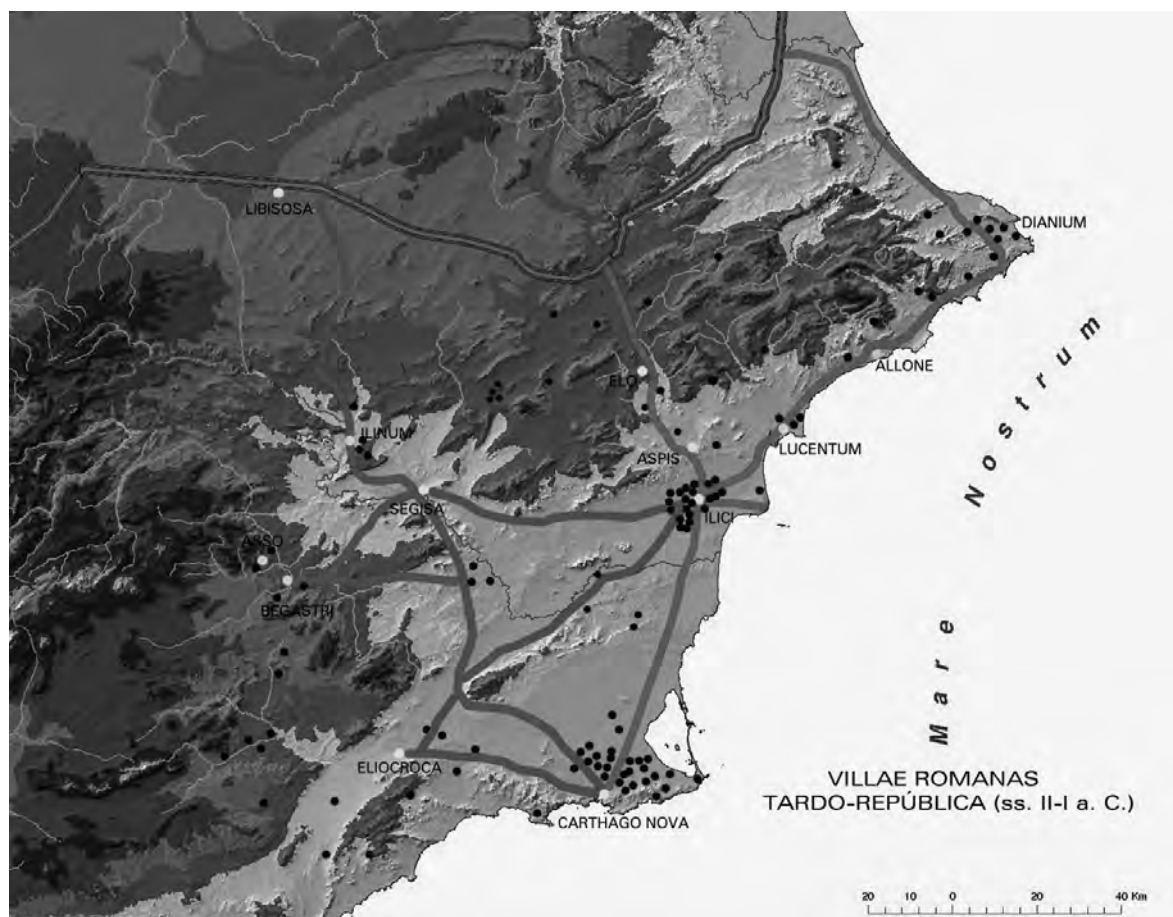 LIBISOSA
DIANIUM
ALLONE
ELO
ILINUM
ASPIS
LUCENTUM
SEGISA
ILICI
ASSO
BEGASTRI
ELIOCROCA
CARTHAGO NOVA
Mare Nostrum
VILLAE ROMANAS
TARDO-REPÚBLICA (ss. II-I a. C.)
20 10 0 20 40 Km